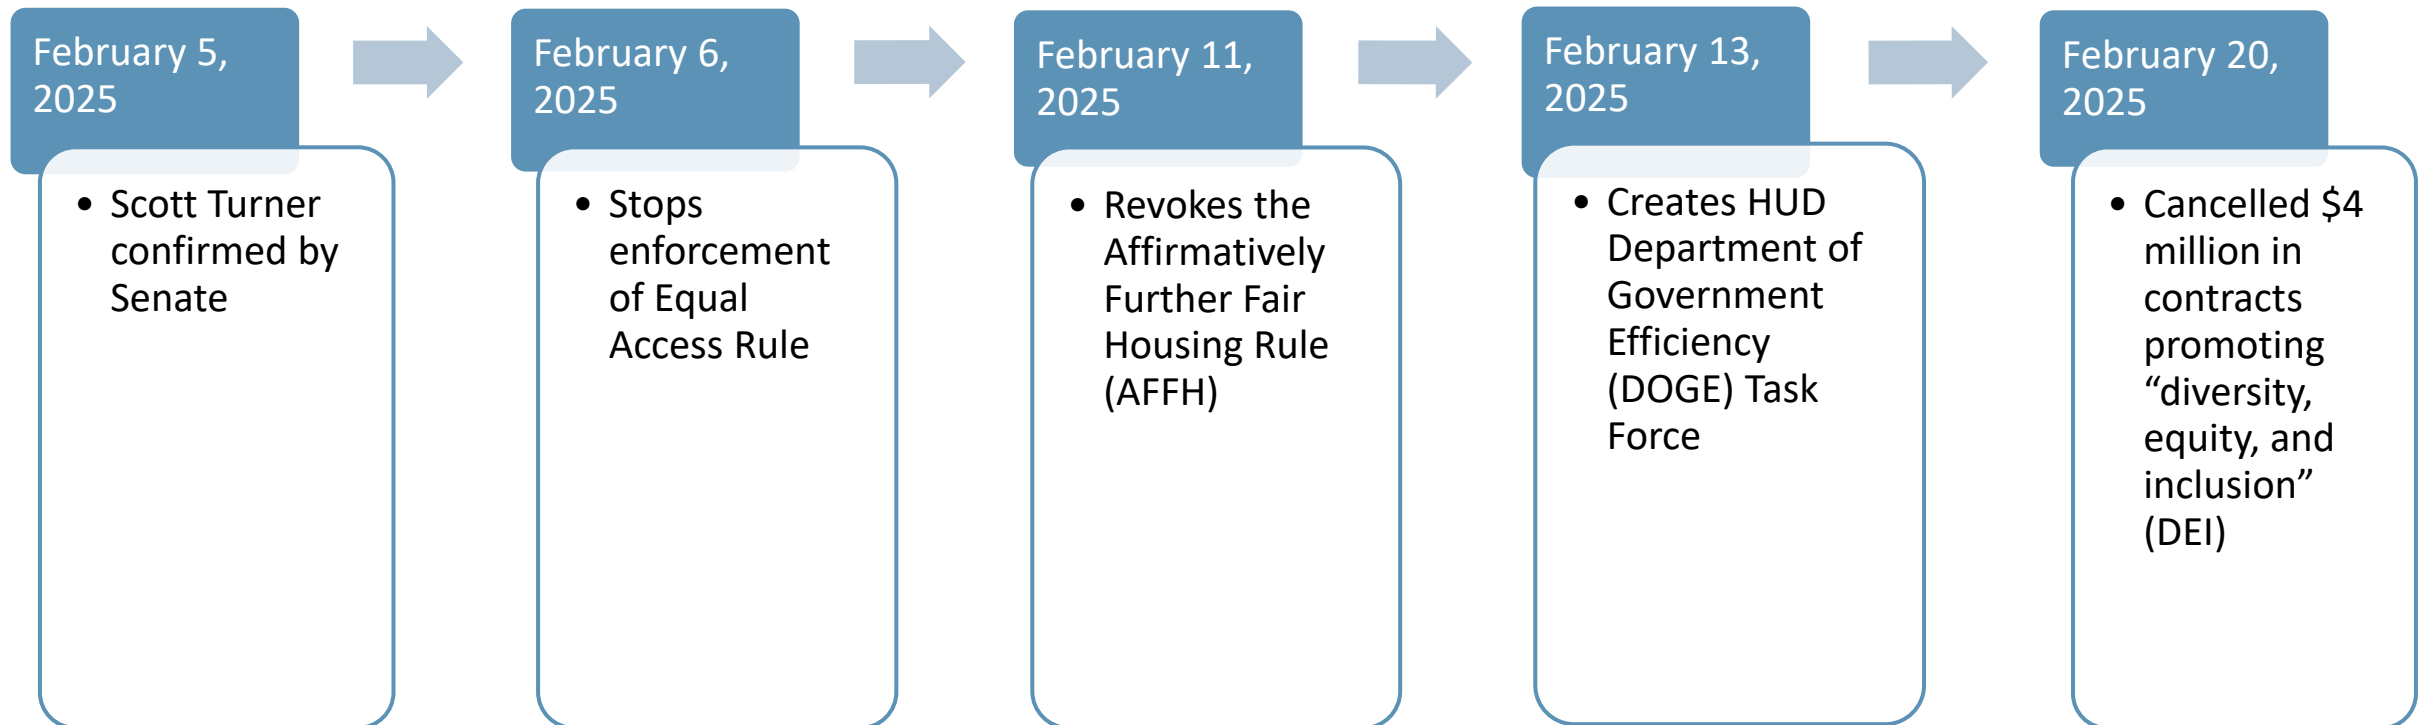 February 5,
2025
• Scott Turner
confirmed by
Senate
February 6,
2025
• Stops
enforcement
of Equal
Access Rule
February 11,
2025
• Revokes the
Affirmatively
Further Fair
Housing Rule
(AFFH)
February 13,
2025
• Creates HUD
Department of
Government
Efficiency
(DOGE) Task
Force
February 20,
2025
• Cancelled $4
million in
contracts
promoting
“diversity,
equity, and
inclusion”
(DEI)